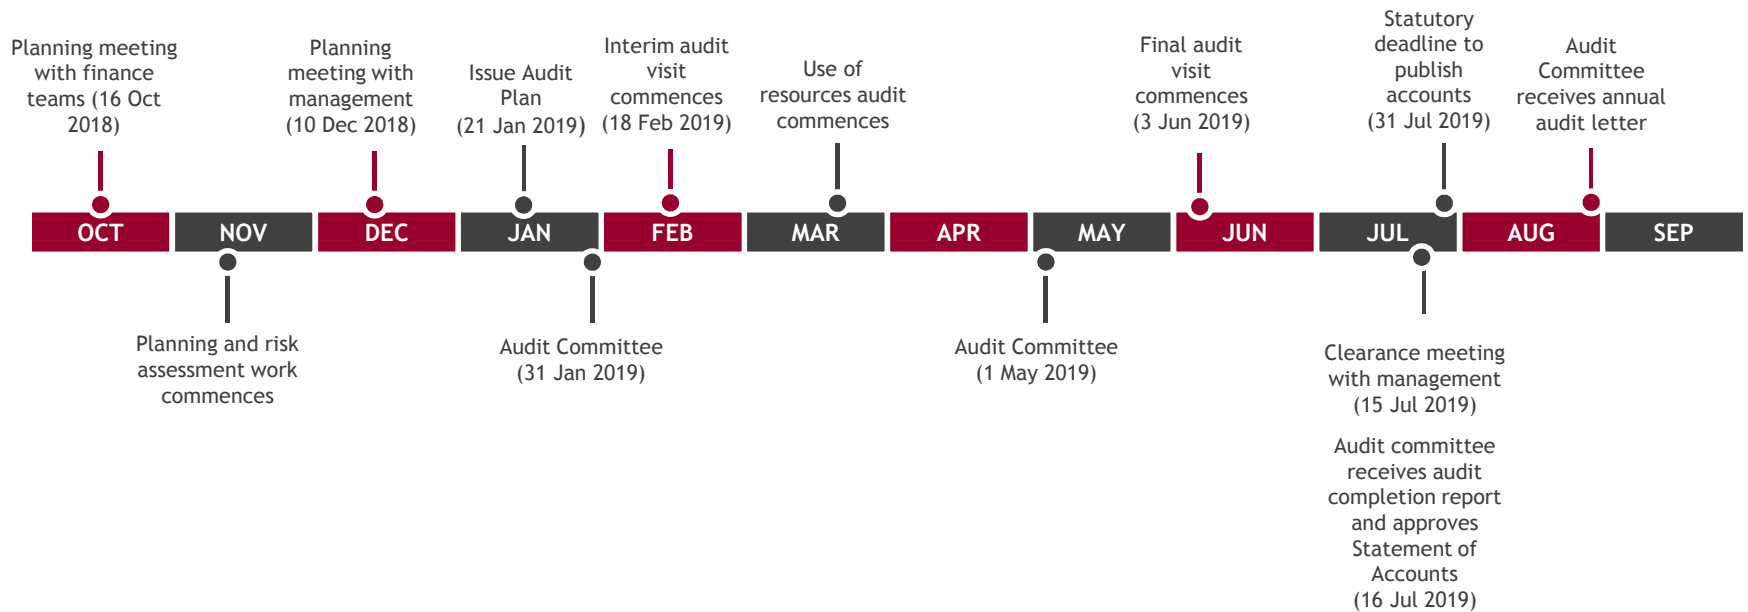 Planning meeting
with finance
teams (16 Oct
2018)
Planning
meeting with
management
(10 Dec 2018)
Issue Audit
Plan
(21 Jan 2019)
Interim audit
visit
commences
(18 Feb 2019)
Use of
resources audit
commences
Final audit
visit
commences
(3 Jun 2019)
Statutory
deadline to
publish
accounts
(31 Jul 2019)
Audit
Committee
receives annual
audit letter
OCT
NOV
DEC
JAN
FEB
MAR
APR
MAY
JUN
JUL
AUG
SEP
Planning and risk
assessment work
commences
Audit Committee
(31 Jan 2019)
Audit Committee
(1 May 2019)
Clearance meeting
with management
(15 Jul 2019)
Audit committee
receives audit
completion report
and approves
Statement of
Accounts
(16 Jul 2019)